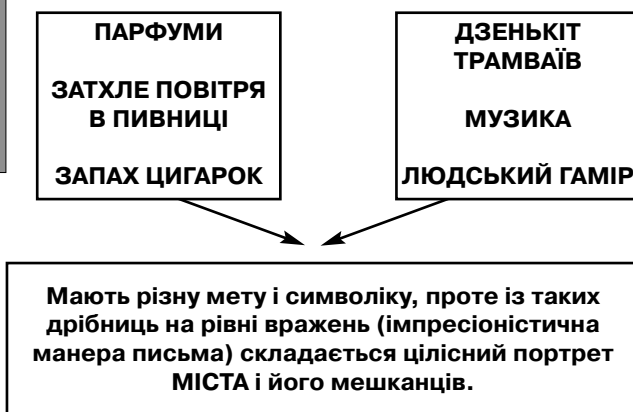 ПАРФУМИ
ЗАТХЛЕ ПОВІТРЯ
В ПИВНИЦІ
ЗАПАХ ЦИГАРОК
ДЗЕНЬКІТ
ТРАМВАЇВ
МУЗИКА
ЛЮДСЬКИЙ ГАМІР
Мають різну мету і символіку, проте із таких
дрібниць на рівні вражень (імпресіоністична
манера письма) складається цілісний портрет
МІСТА і його мешканців.